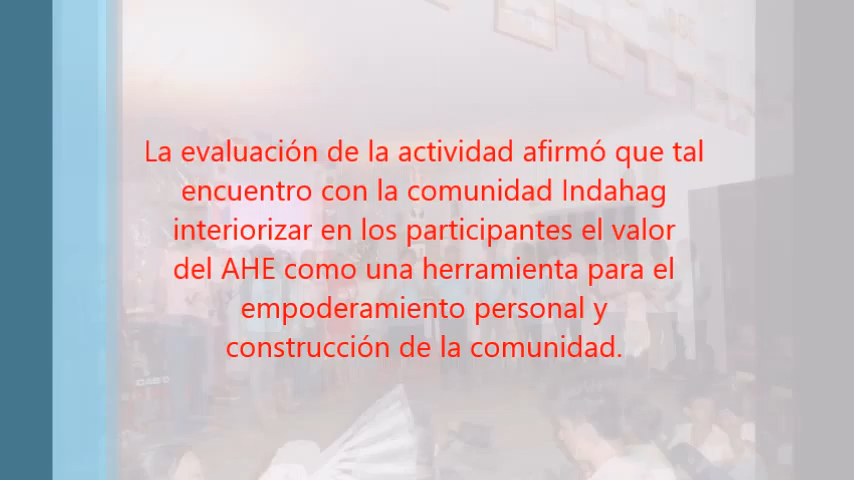 La evaluación de la actividad afirmó que tal
encuentro con la comunidad Indahag
interiorizar en los participantes el valor
del AHE como una herramienta para el
empoderamiento personal y
construcción de la comunidad.